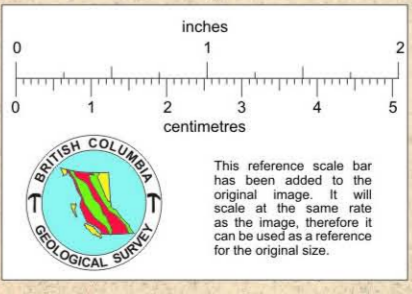 inches
0 1 2
0 1 2 3 4 5
centimetres
BRITISH COLUMBIA
GEOLOGICAL SURVEY
This reference scale bar
has been added to the
original image. It will
scale at the same rate
as the image, therefore it
can be used as a reference
for the original size.